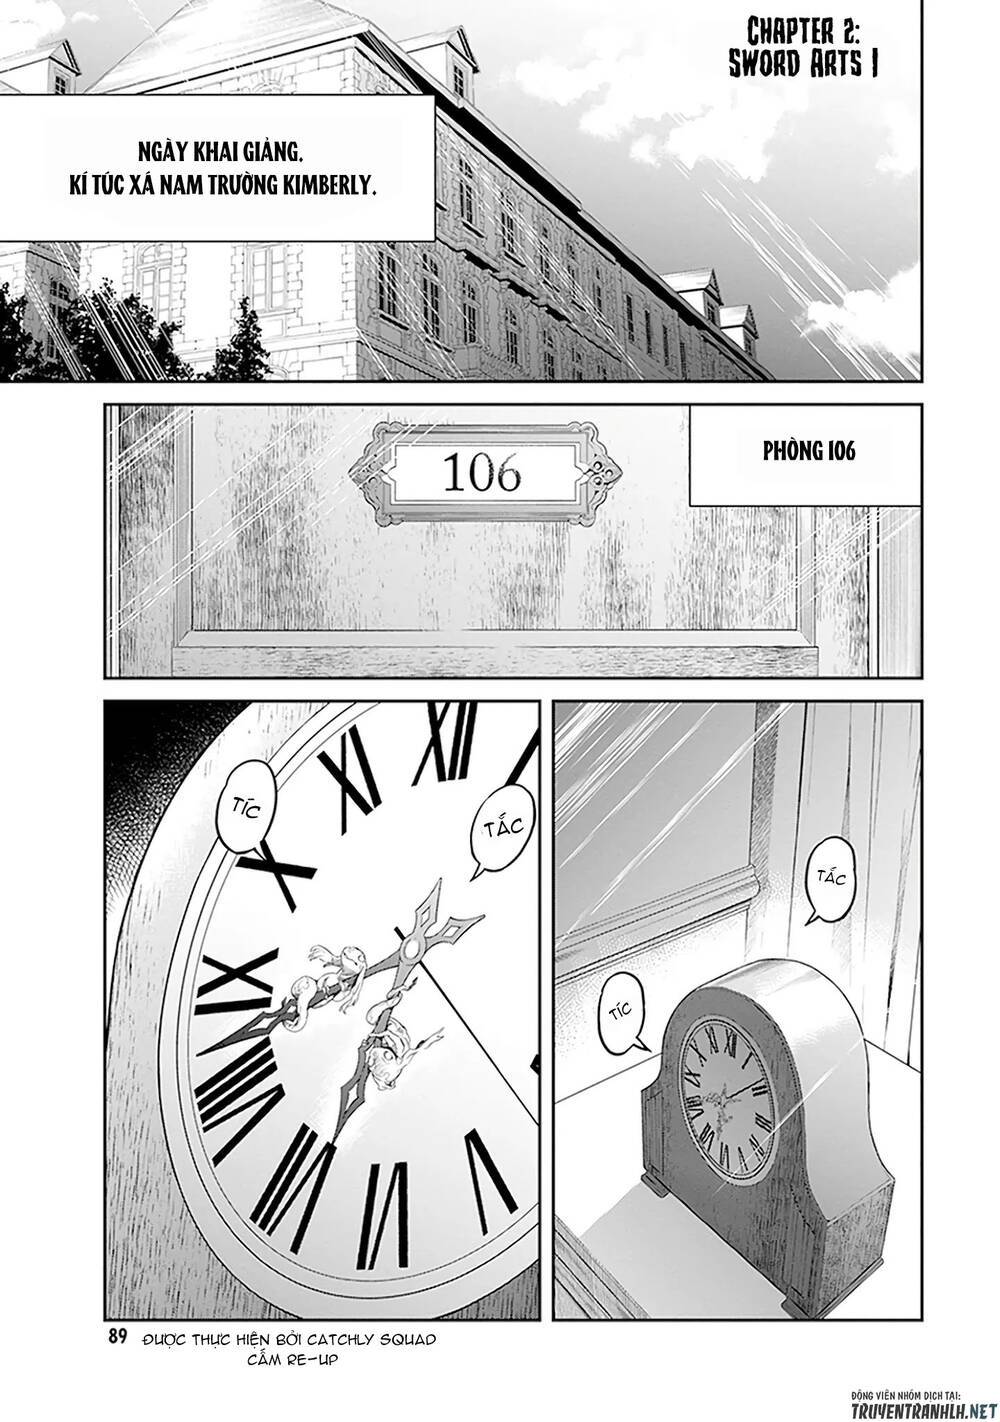 CHAPTER 2:
SWORD ARTS I
NGÀY KHAI GIẢNG.
KÍ TÚC XÁ NAM TRƯỜNG KIMBERLY.
106
PHÒNG 106
TÍC
TẮC
TẮC
TÍC
89 ĐƯỢC THỰC HIỆN BỞI CATCHLY SQUAD
CẤM RE-UP
ĐỘNG VIÊN NHÓM DỊCH TẠI:
TRUYENTRANHLH.NET